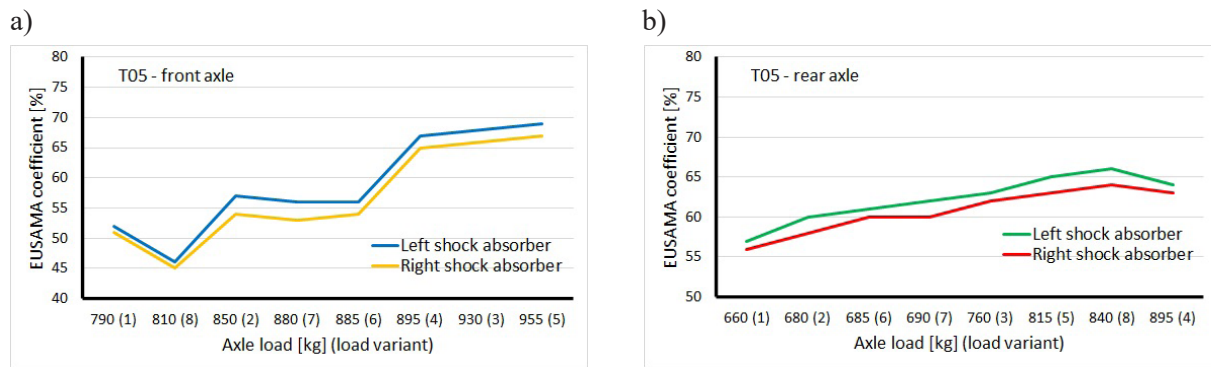 a)
T05 - front axle
EUSAMA coefficient [%]
80
75
70
65
60
55
50
45
40
Left shock absorber
Right shock absorber
790 (1) 810 (8) 850 (2) 880 (7) 885 (6) 895 (4) 930 (3) 955 (5)
Axle load [kg] (load variant)
b)
T05 - rear axle
EUSAMA coefficient [%]
80
75
70
65
60
55
50
Left shock absorber
Right shock absorber
660 (1) 680 (2) 685 (6) 690 (7) 760 (3) 815 (5) 840 (8) 895 (4)
Axle load [kg] (load variant)